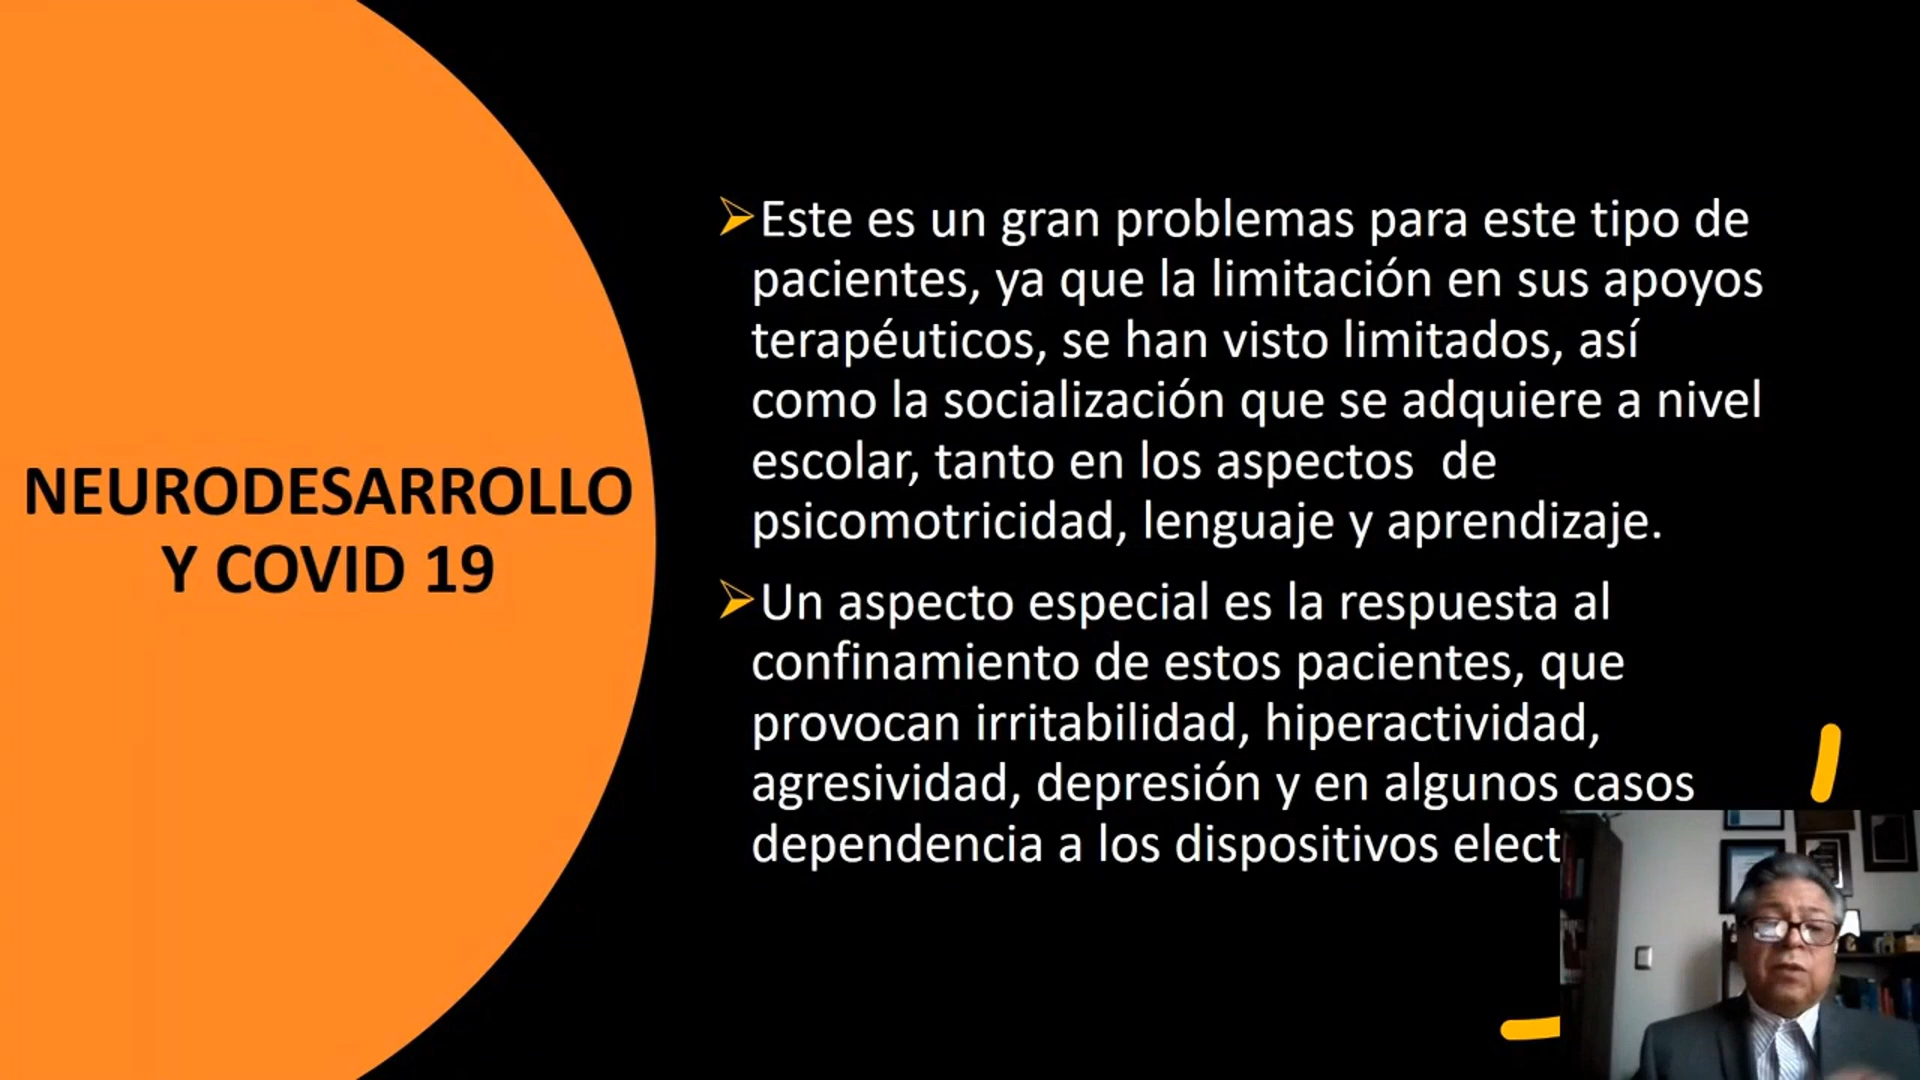 NEURODESARROLLO
Y COVID 19
Este es un gran problemas para este tipo de
pacientes, ya que la limitación en sus apoyos
terapéuticos, se han visto limitados, así
como la socialización que se adquiere a nivel
escolar, tanto en los aspectos de
psicomotricidad, lenguaje y aprendizaje.
Un aspecto especial es la respuesta al
confinamiento de estos pacientes, que
provocan irritabilidad, hiperactividad,
agresividad, depresión y en algunos casos
dependencia a los dispositivos elect